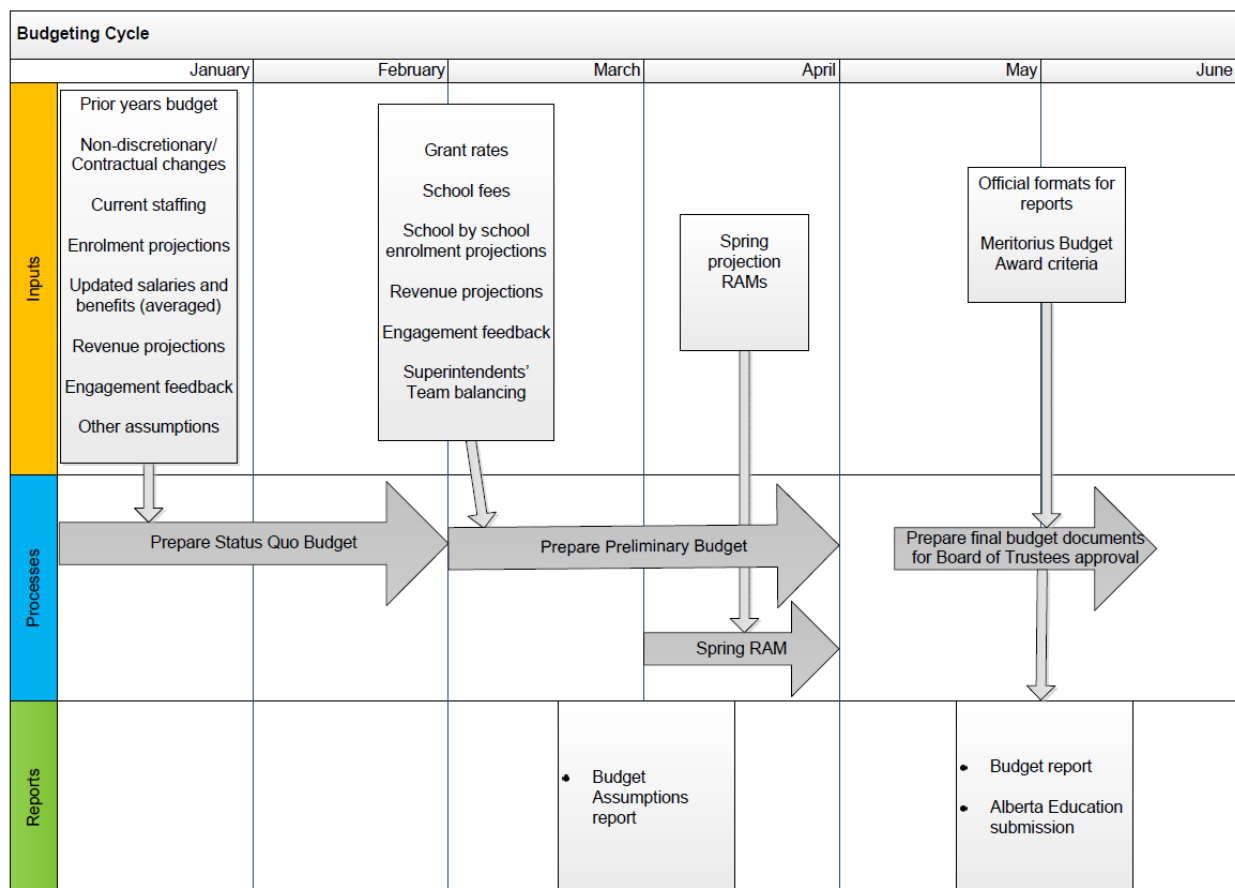 Budgeting Cycle
January
February
March
April
May
June
Inputs
Prior years budget
Non-discretionary/
Contractual changes
Current staffing
Enrolment projections
Updated salaries and
benefits (averaged)
Revenue projections
Engagement feedback
Other assumptions
Grant rates
School fees
School by school
enrolment projections
Revenue projections
Engagement feedback
Superintendents’
Team balancing
Spring
projection
RAMs
Official formats for
reports
Meritorius Budget
Award criteria
Processes
Prepare Status Quo Budget
Prepare Preliminary Budget
Spring RAM
Prepare final budget documents
for Board of Trustees approval
Reports
• Budget
Assumptions
report
• Budget report
• Alberta Education
submission